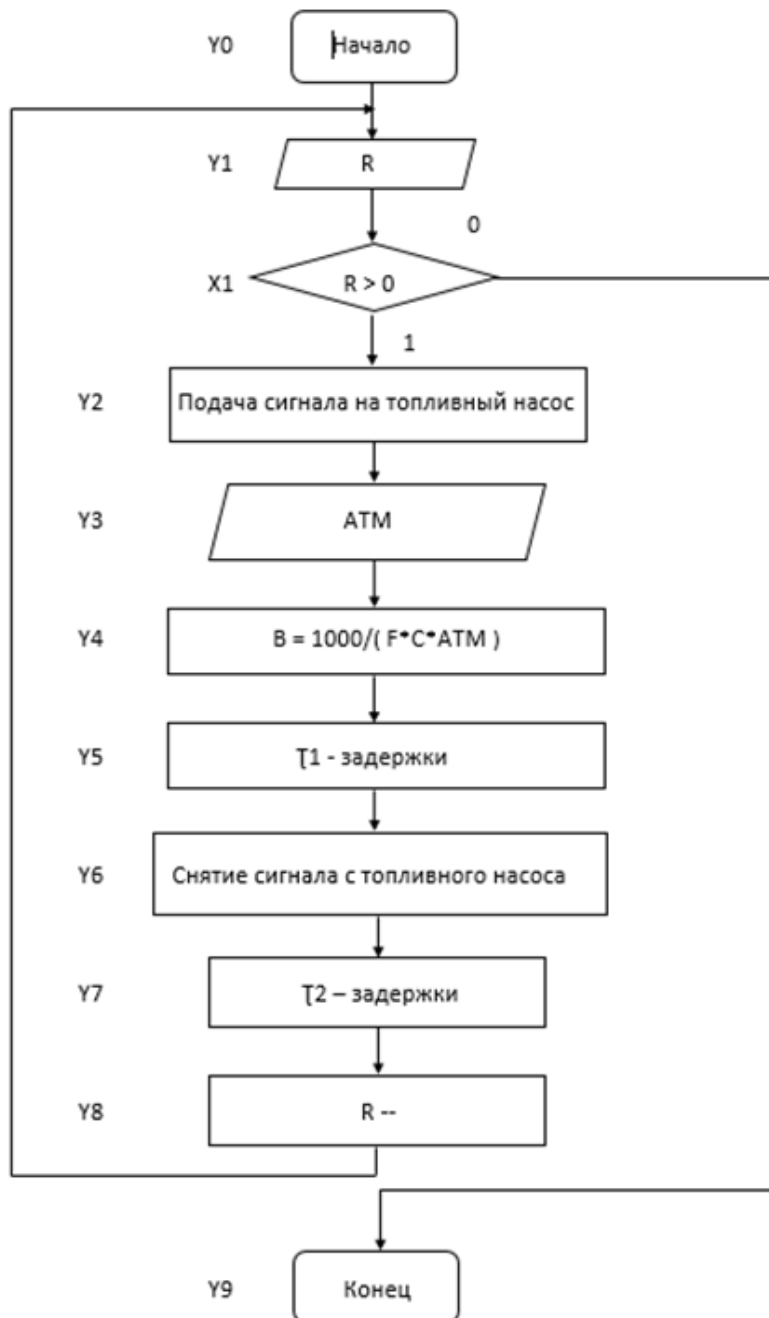 Y0 Начало
Y1 R
0
X1 R > 0
1
Y2 Подача сигнала на топливный насос
Y3 ATM
Y4 B = 1000/( F*C*ATM )
Y5 Ʈ1 - задержки
Y6 Снятие сигнала с топливного насоса
Y7 Ʈ2 – задержки
Y8 R --
Y9 Конец